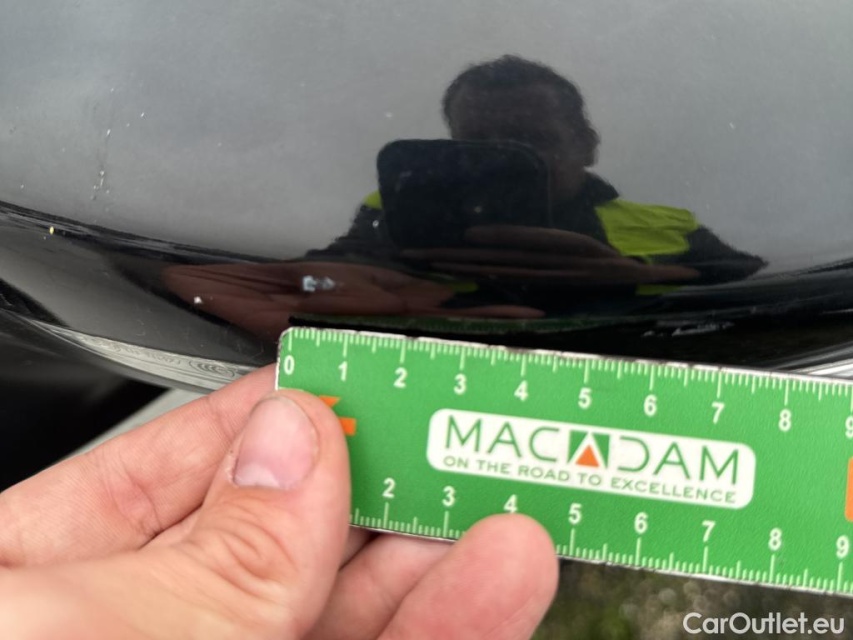 0 1 2 3 4 5 6 7 8 9
MACADAM
ON THE ROAD TO EXCELLENCE
2 3 4 5 6 7 8 9
CarOutlet.eu